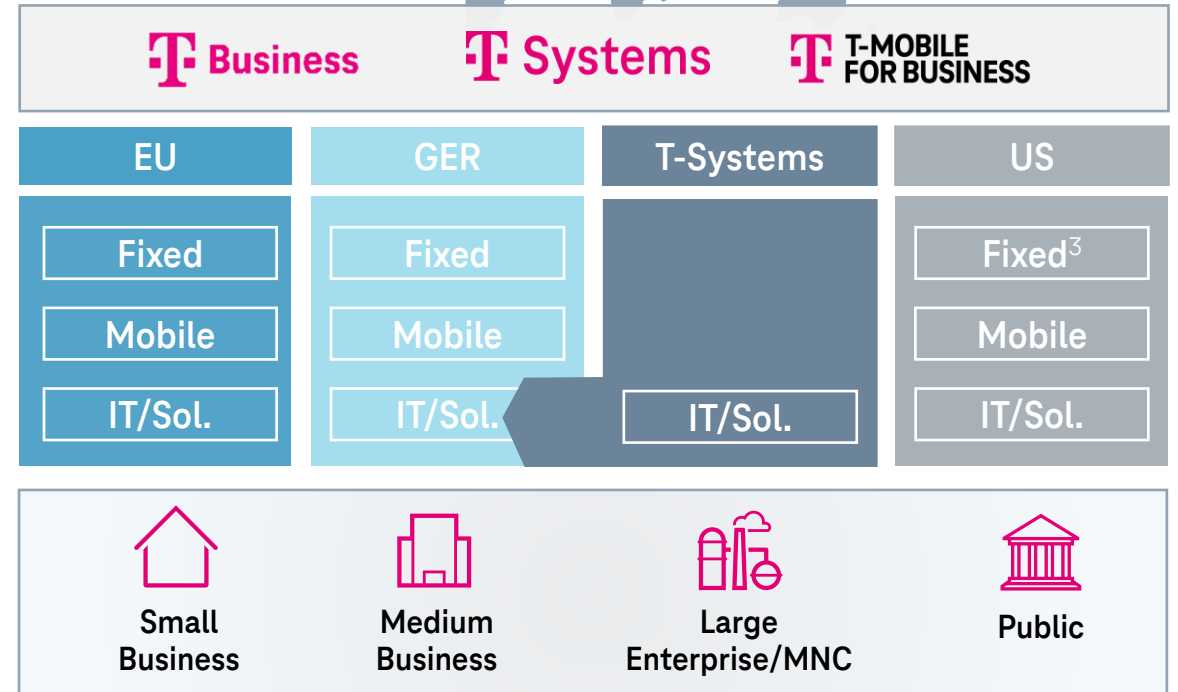 T Business
T Systems
T T-MOBILE
FOR BUSINESS
EU
GER
T-Systems
US
Fixed
Fixed
Fixed³
Mobile
Mobile
Mobile
IT/Sol.
IT/Sol.
IT/Sol.
IT/Sol.
Small
Business
Medium
Business
Large
Enterprise/MNC
Public